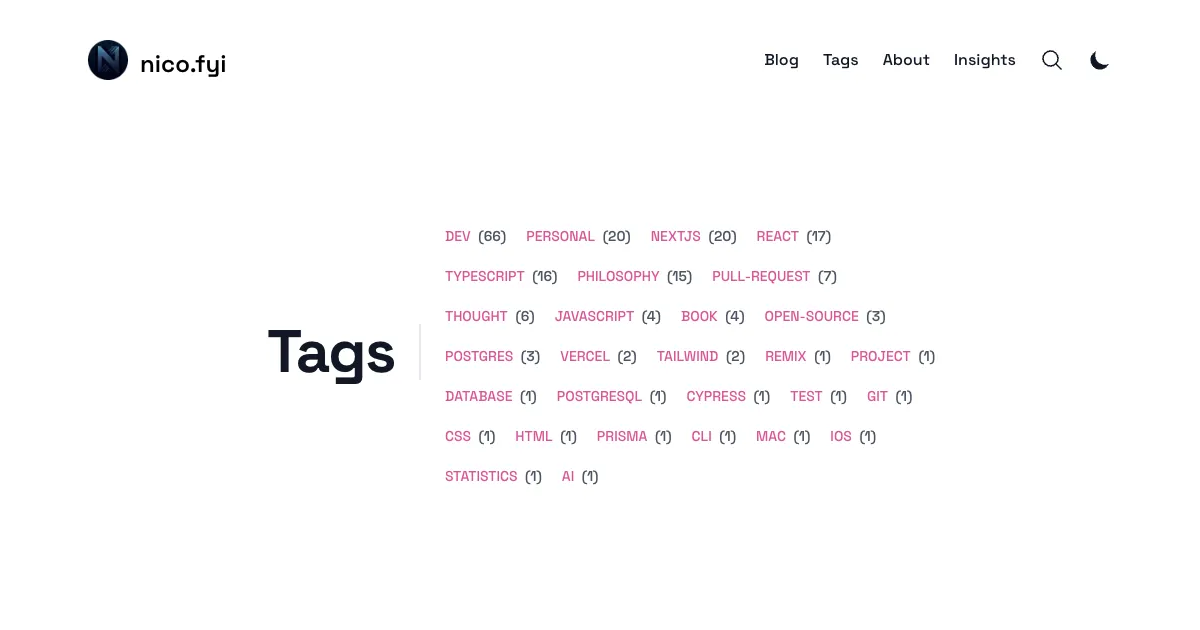 nico.fyi
Blog Tags About Insights
Tags
DEV (66) PERSONAL (20) NEXTJS (20) REACT (17)
TYPESCRIPT (16) PHILOSOPHY (15) PULL-REQUEST (7)
THOUGHT (6) JAVASCRIPT (4) BOOK (4) OPEN-SOURCE (3)
POSTGRES (3) VERCEL (2) TAILWIND (2) REMIX (1) PROJECT (1)
DATABASE (1) POSTGRESQL (1) CYPRESS (1) TEST (1) GIT (1)
CSS (1) HTML (1) PRISMA (1) CLI (1) MAC (1) IOS (1)
STATISTICS (1) AI (1)